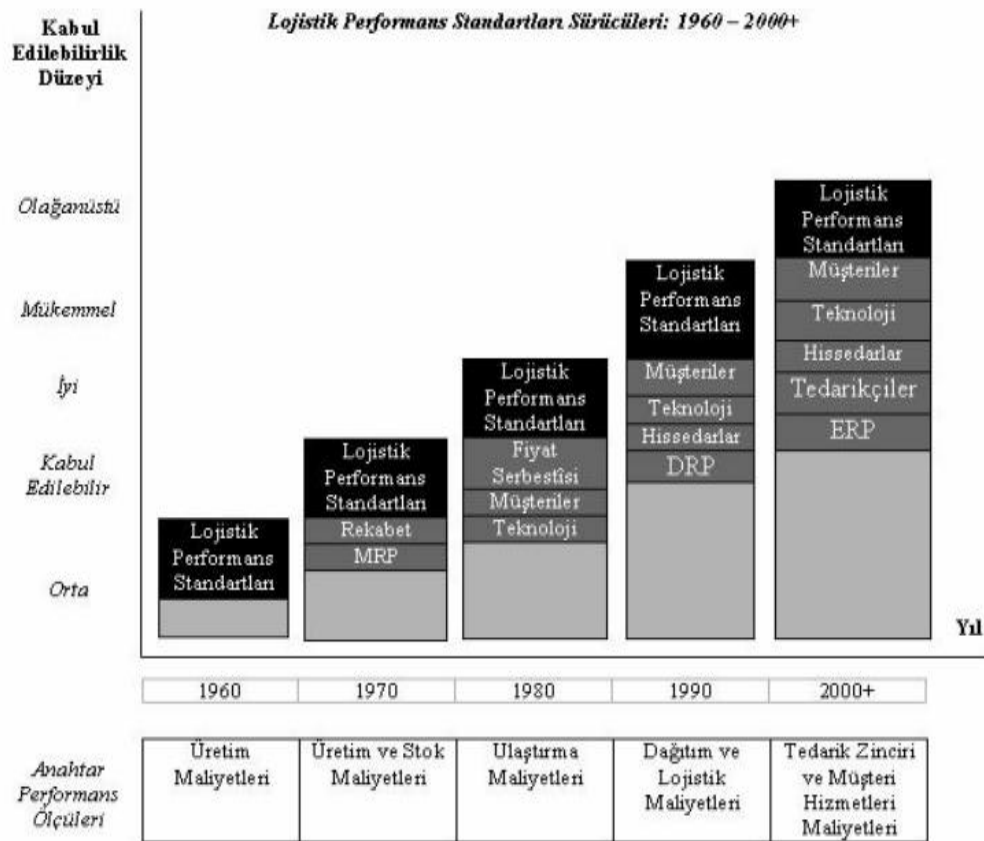 Lojistik Performans Standartları Sürücüleri: 1960 – 2000+
Kabul
Edilebilirlik
Düzeyi
Olağanüstü
Mükemmel
İyi
Kabul
Edilebilir
Orta
Lojistik
Performans
Standartları
Lojistik
Performans
Standartları
Rekabet
MRP
Lojistik
Performans
Standartları
Fiyat
Serbestîsi
Müşteriler
Teknoloji
Lojistik
Performans
Standartları
Müşteriler
Teknoloji
Hissedarlar
DRP
Lojistik
Performans
Standartları
Müşteriler
Teknoloji
Hissedarlar
Tedarikçiler
ERP
Yıl
1960
1970
1980
1990
2000+
Anahtar
Performans
Ölçüleri
Üretim
Maliyetleri
Üretim ve Stok
Maliyetleri
Ulaştırma
Maliyetleri
Dağıtım ve
Lojistik
Maliyetleri
Tedarik Zinciri
ve Müşteri
Hizmetleri
Maliyetleri